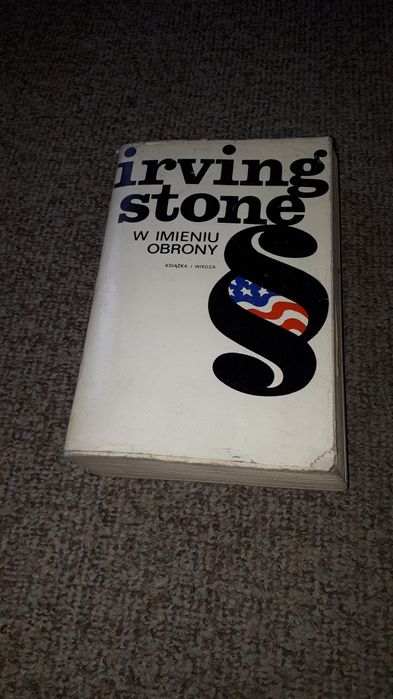 irving
stone
W IMIENIU
OBRONY
KSIĄŻKA i WIEDZA
§